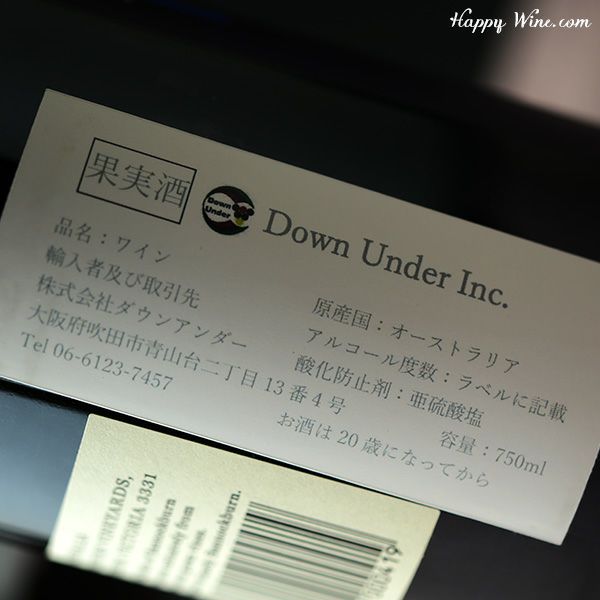 Happy Wine.com
果実酒
Down Under
Down Under Inc.
品名：ワイン
輸入者及び取引先
株式会社ダウンアンダー
大阪府吹田市青山台二丁目13番4号
Tel 06-6123-7457
原産国：オーストラリア
アルコール度数：ラベルに記載
酸化防止剤：亜硫酸塩
容量：750ml
お酒は20歳になってから
VICTORIA 3331
Bannockburn.